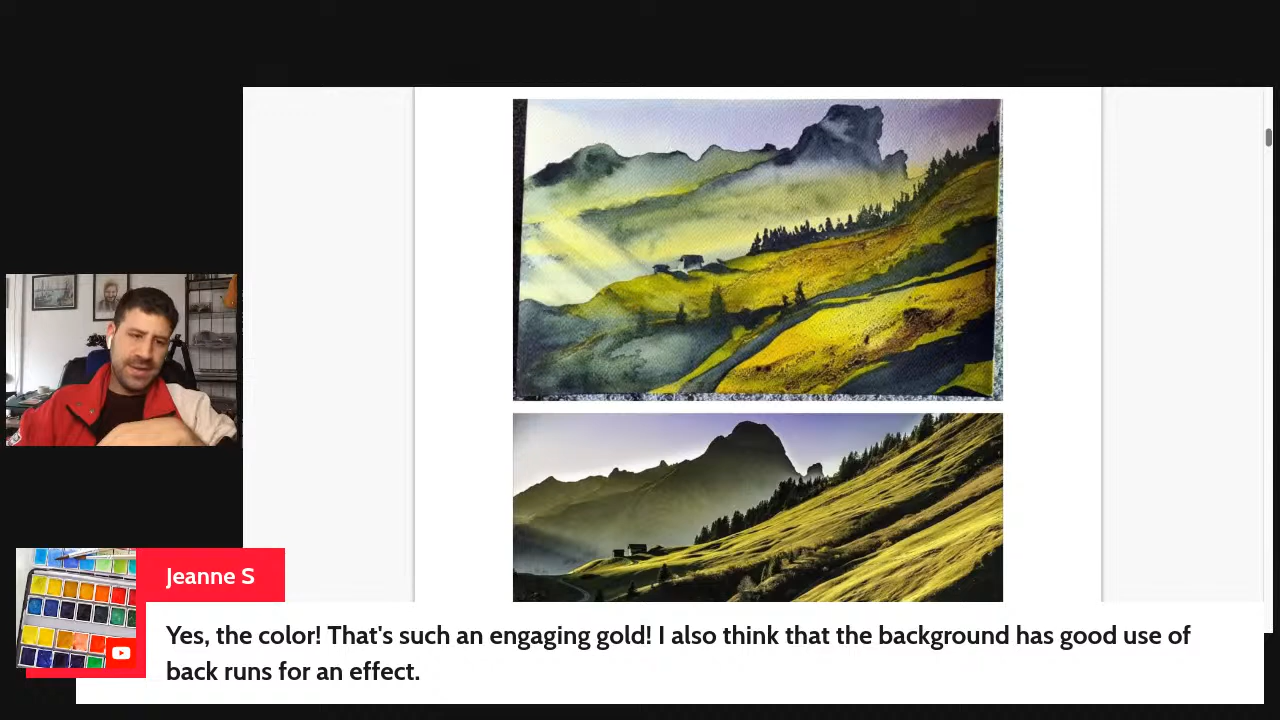 Jeanne S
Yes, the color! That's such an engaging gold! I also think that the background has good use of
back runs for an effect.